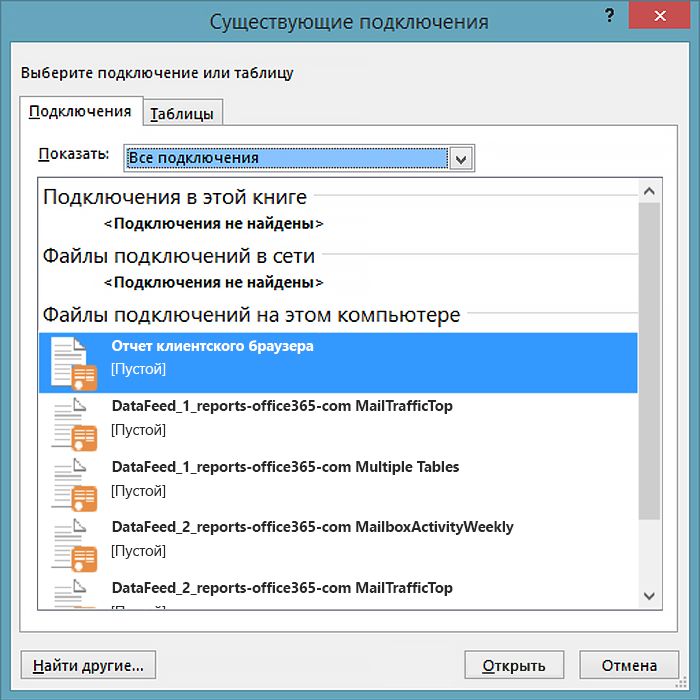 Существующие подключения
?
Выберите подключение или таблицу
Подключения Таблицы
Показать: Все подключения
Подключения в этой книге
<Подключения не найдены>
Файлы подключений в сети
<Подключения не найдены>
Файлы подключений на этом компьютере
Отчет клиентского браузера
[Пустой]
DataFeed_1_reports-office365-com MailTrafficTop
[Пустой]
DataFeed_1_reports-office365-com Multiple Tables
[Пустой]
DataFeed_2_reports-office365-com MailboxActivityWeekly
[Пустой]
DataFeed_2_reports-office365-com MailTrafficTop
Найти другие... Открыть Отмена